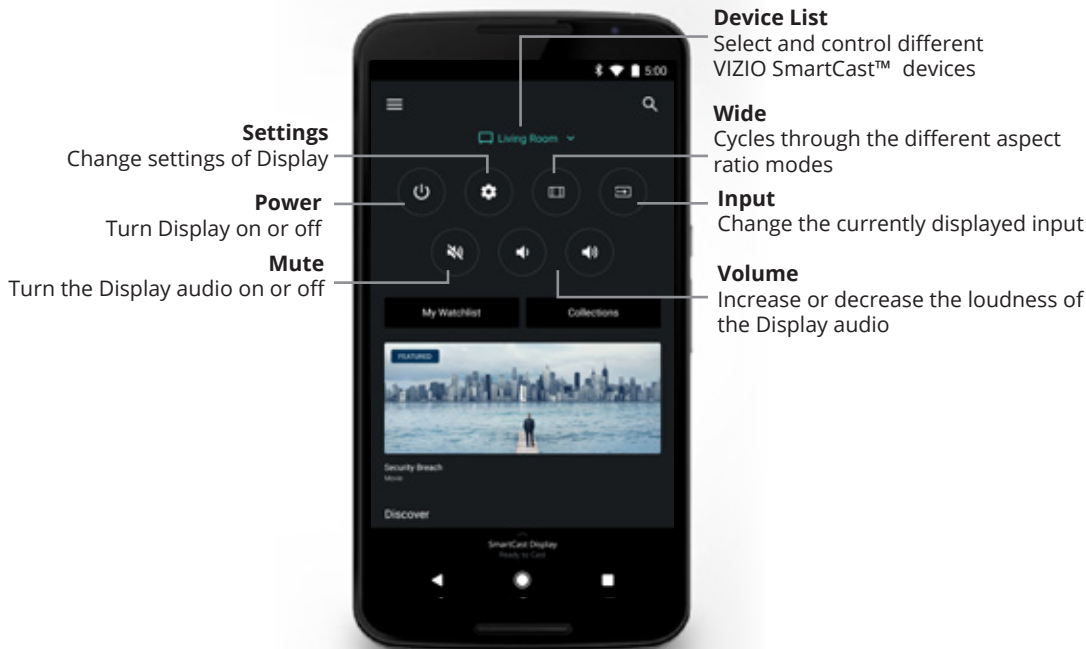 Device List
Select and control different
VIZIO SmartCast™ devices
Wide
Cycles through the different aspect
ratio modes
Input
Change the currently displayed input
Volume
Increase or decrease the loudness of
the Display audio
Settings
Change settings of Display
Power
Turn Display on or off
Mute
Turn the Display audio on or off
5:00
Living Room
My Watchlist
Collections
FEATURED
Security Breach
Movie
Discover
SmartCast Display
Ready to Cast